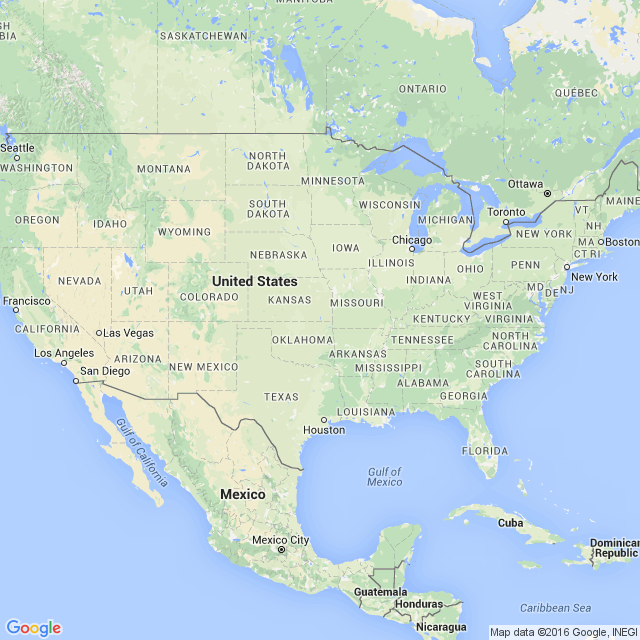 MANITOBA
SASKATCHEWAN
ONTARIO
QUÉBEC
Seattle
WASHINGTON
MONTANA
NORTH
DAKOTA
MINNESOTA
Ottawa
MAINE
OREGON
IDAHO
WYOMING
SOUTH
DAKOTA
WISCONSIN
MICHIGAN
Toronto
VT
NH
NEW YORK
MA
Boston
CT
RI
Chicago
IOWA
NEBRASKA
ILLINOIS
INDIANA
OHIO
PENN
New York
NEVADA
UTAH
COLORADO
United States
KANSAS
MISSOURI
WEST
VIRGINIA
MD
DE
NJ
Francisco
CALIFORNIA
Las Vegas
KENTUCKY
VIRGINIA
OKLAHOMA
TENNESSEE
NORTH
CAROLINA
Los Angeles
ARIZONA
NEW MEXICO
ARKANSAS
MISSISSIPPI
SOUTH
CAROLINA
San Diego
TEXAS
ALABAMA
GEORGIA
LOUISIANA
Houston
FLORIDA
Gulf of California
Gulf of
Mexico
Mexico
Cuba
Mexico City
Dominican
Republic
Guatemala
Honduras
Caribbean Sea
Nicaragua
Google
Map data ©2016 Google, INEGI